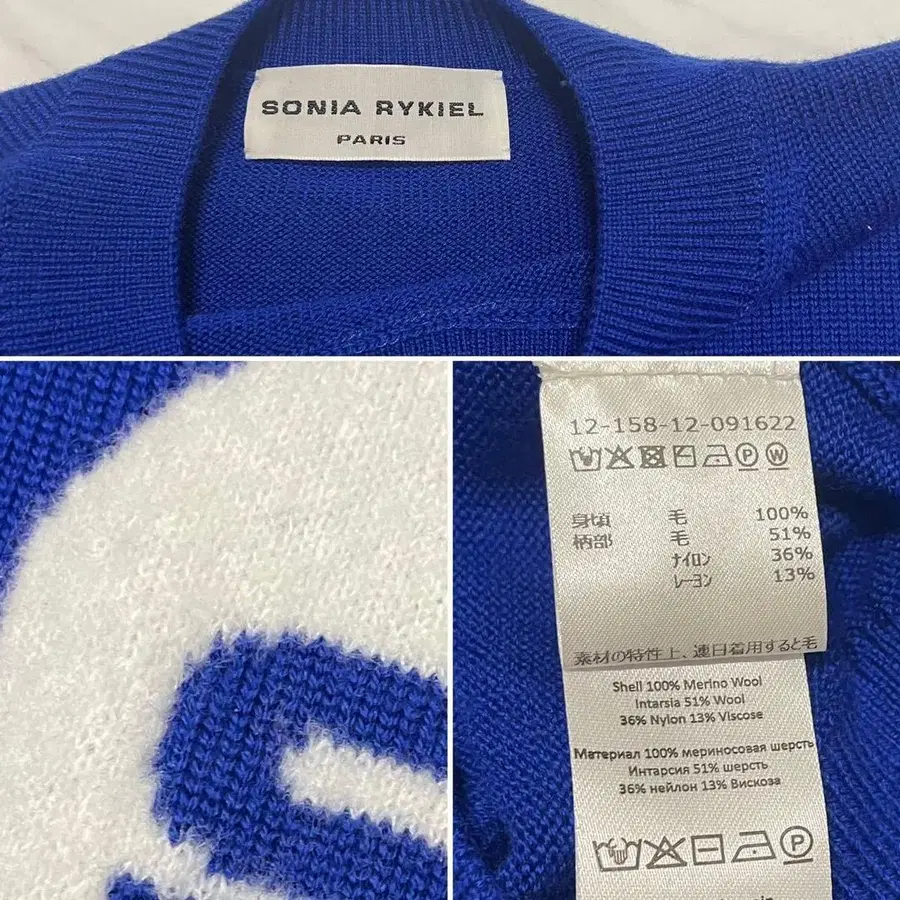 SONIA RYKIEL
PARIS
12-158-12-091622
身頃 毛 100%
柄部 毛 51%
ナイロン 36%
レーヨン 13%
素材の特性上、連日着用すると毛
Shell 100% Merino Wool
Intarsia 51% Wool
36% Nylon 13% Viscose
Материал 100% мериносовая шерсть
Интарсия 51% шерсть
36% нейлон 13% Вискоза